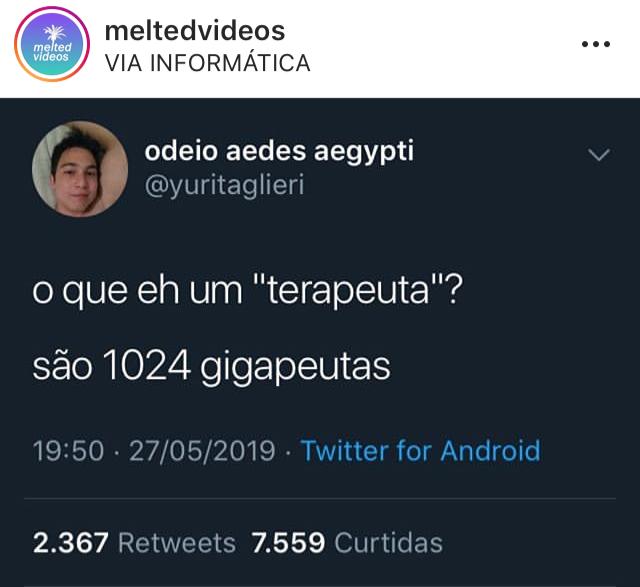 melted
videos
meltedvideos
VIA INFORMÁTICA
odeio aedes aegypti
@yuritaglieri
o que eh um "terapeuta"?
são 1024 gigapeutas
19:50 · 27/05/2019 · Twitter for Android
2.367 Retweets 7.559 Curtidas